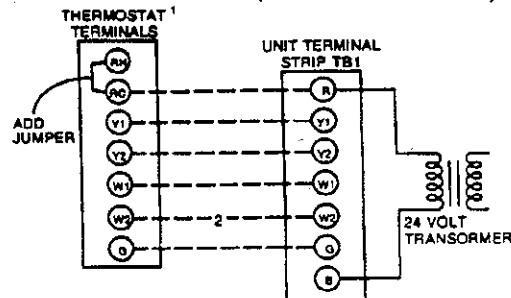 THERMOSTAT 1
TERMINALS
UNIT TERMINAL
STRIP TB1
RH
RC
R
ADD
JUMPER
Y1
Y1
Y2
Y2
W1
W1
W2
2
W2
G
G
B
24 VOLT
TRANSORMER